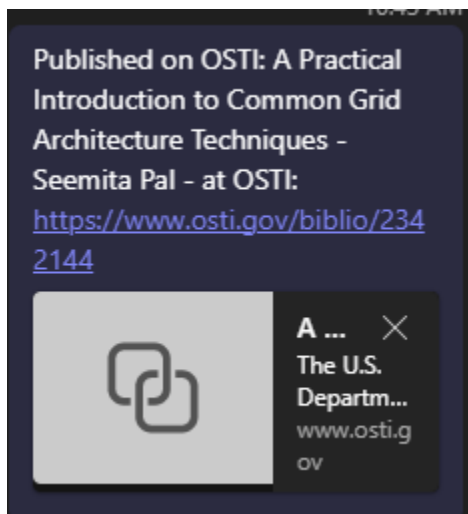 10:45 AM
Published on OSTI: A Practical
Introduction to Common Grid
Architecture Techniques -
Seemita Pal - at OSTI:
https://www.osti.gov/biblio/234
2144
A ...
The U.S.
Departm...
www.osti.g
ov